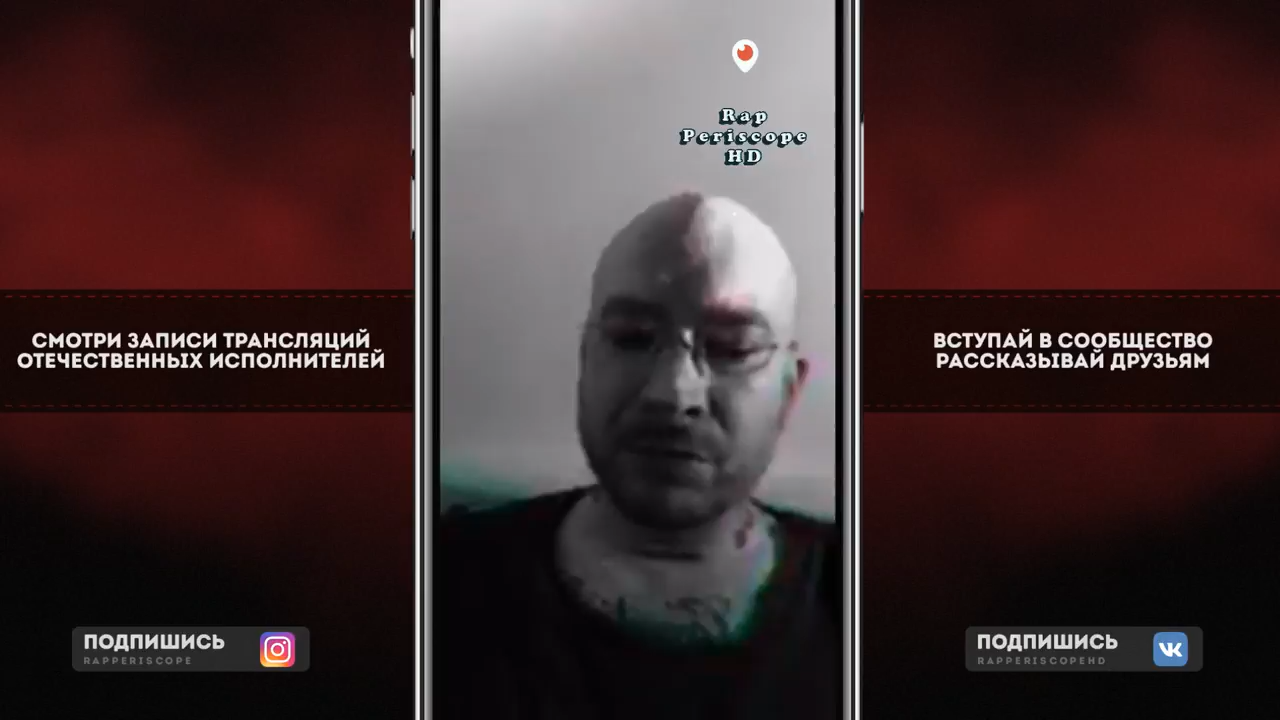 Rap
Periscope
HD
СМОТРИ ЗАПИСИ ТРАНСЛЯЦИЙ
ОТЕЧЕСТВЕННЫХ ИСПОЛНИТЕЛЕЙ
ВСТУПАЙ В СООБЩЕСТВО
РАССКАЗЫВАЙ ДРУЗЬЯМ
ПОДПИШИСЬ
RAPPERISCOPE
ПОДПИШИСЬ
RAPPERISCOPEHD